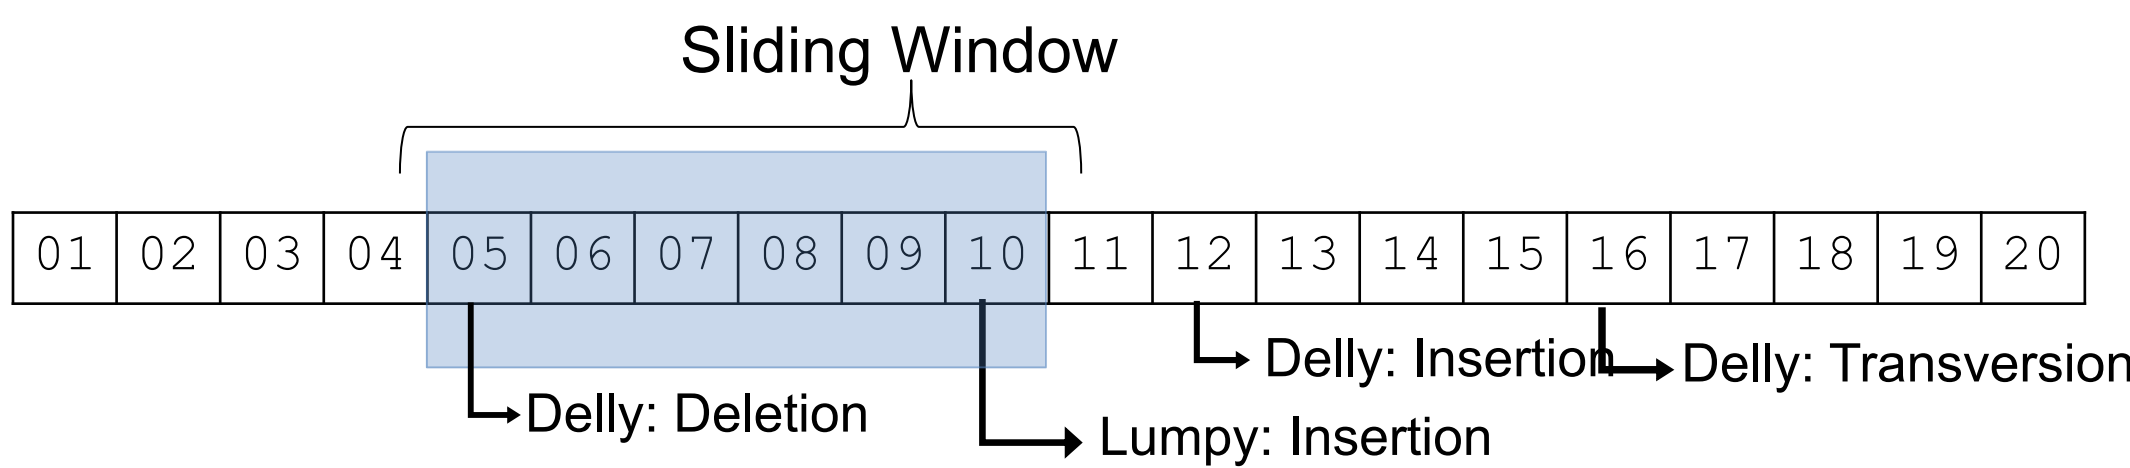 Sliding Window
01 02 03 04 05 06 07 08 09 10 11 12 13 14 15 16 17 18 19 20
Delly: Insertion
Delly: Transversion
Delly: Deletion
Lumpy: Insertion